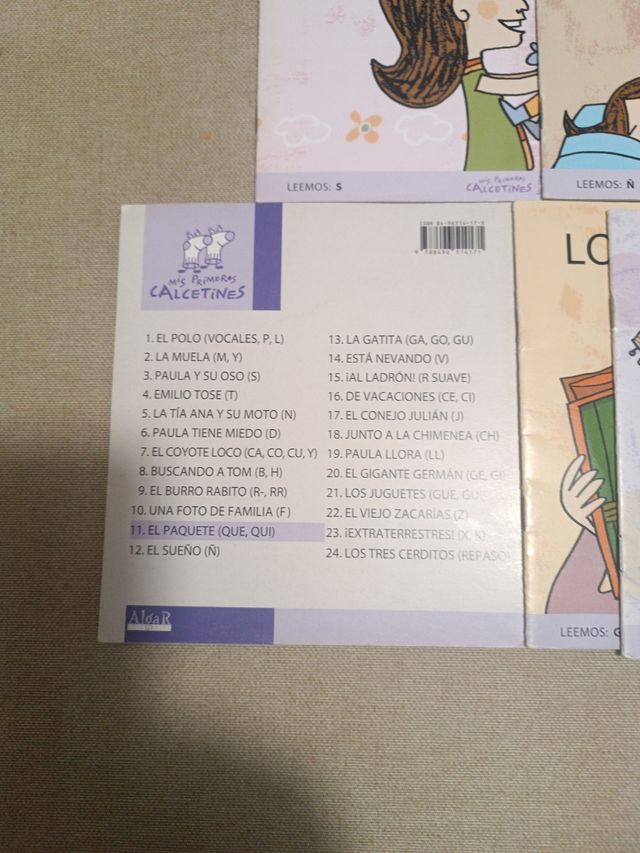 LEEMOS: S
MIS PRIMEROS
CALCETINES
LEEMOS: Ñ
MIS PRIMEROS
CALCETINES
1. EL POLO (VOCALES, P, L)
2. LA MUELA (M, Y)
3. PAULA Y SU OSO (S)
4. EMILIO TOSE (T)
5. LA TÍA ANA Y SU MOTO (N)
6. PAULA TIENE MIEDO (D)
7. EL COYOTE LOCO (CA, CO, CU, Y)
8. BUSCANDO A TOM (B, H)
9. EL BURRO RABITO (R-, RR)
10. UNA FOTO DE FAMILIA (F)
11. EL PAQUETE (QUE, QUI)
12. EL SUEÑO (Ñ)
13. LA GATITA (GA, GO, GU)
14. ESTÁ NEVANDO (V)
15. ¡AL LADRÓN! (R SUAVE)
16. DE VACACIONES (CE, CI)
17. EL CONEJO JULIÁN (J)
18. JUNTO A LA CHIMENEA (CH)
19. PAULA LLORA (LL)
20. EL GIGANTE GERMÁN (GE, GI)
21. LOS JUGUETES (GUE, GUI)
22. EL VIEJO ZACARÍAS (Z)
23. ¡EXTRATERRESTRES! (X, K)
24. LOS TRES CERDITOS (REPASO)
AlgaR
LO
LEEMOS: G